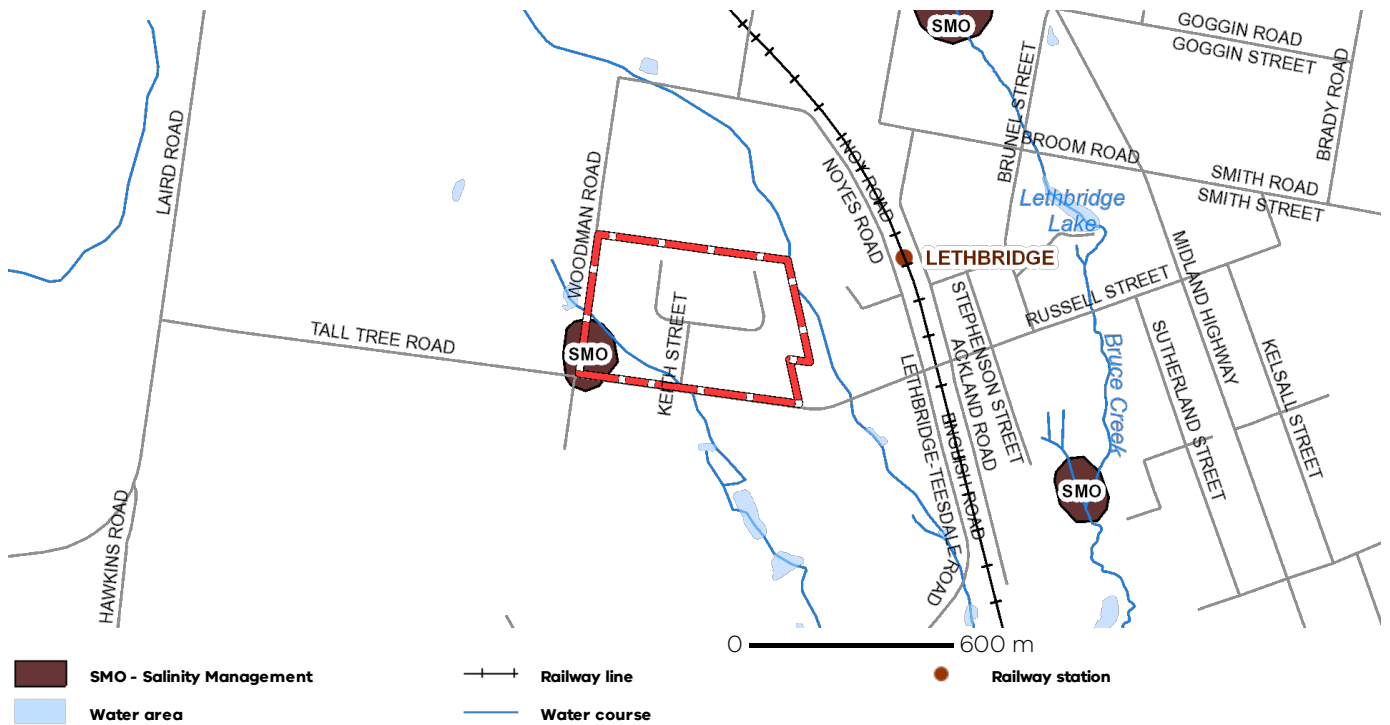 SMO
GOGGIN ROAD
GOGGIN STREET
BRADY ROAD
BRUNEL STREET
BROOM ROAD
LAIRD ROAD
NOYES ROAD
SMITH ROAD
SMITH STREET
WOODMAN ROAD
Lethbridge
Lake
LETHBRIDGE
MIDLAND HIGHWAY
RUSSELL STREET
STEPHENSON STREET
ACKLAND ROAD
KEITH STREET
TALL TREE ROAD
SMO
SUTHERLAND STREET
KELSALL STREET
Bruce Creek
LETHBRIDGE-TEESDALE ROAD
ENGLISH ROAD
SMO
HAWKINS ROAD
0 600 m
SMO - Salinity Management
Railway line
Railway station
Water area
Water course